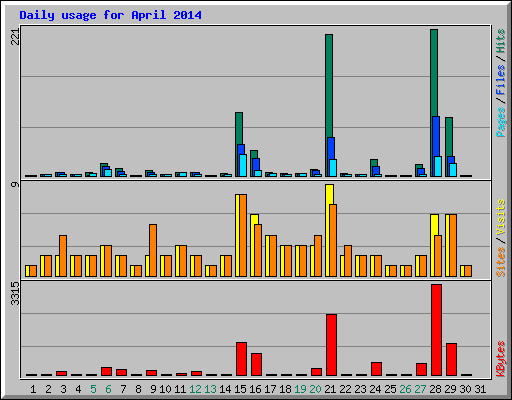 Daily usage for April 2014
221
Pages / Files / Hits
9
Sites / Visits
3315
KBytes
1 2 3 4 5 6 7 8 9 10 11 12 13 14 15 16 17 18 19 20 21 22 23 24 25 26 27 28 29 30 31